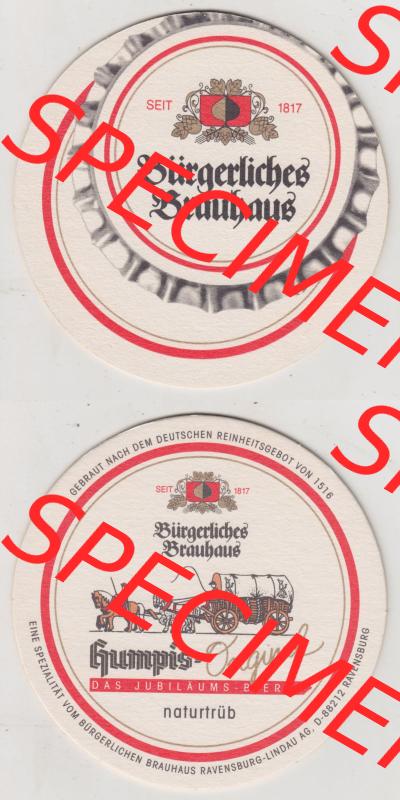 SEIT 1817
Bürgerliches
Brauhaus
SPECIMEN
GEBRAUT NACH DEM DEUTSCHEN REINHEITSGEBOT VON 1516
SEIT 1817
Bürgerliches
Brauhaus
Humpis-Original
DAS JUBILÄUMS-BIER
naturtrüb
EINE SPEZIALITÄT VOM BÜRGERLICHEN BRAUHAUS RAVENSBURG-LINDAU AG, D-88212 RAVENSBURG
SPECIMEN